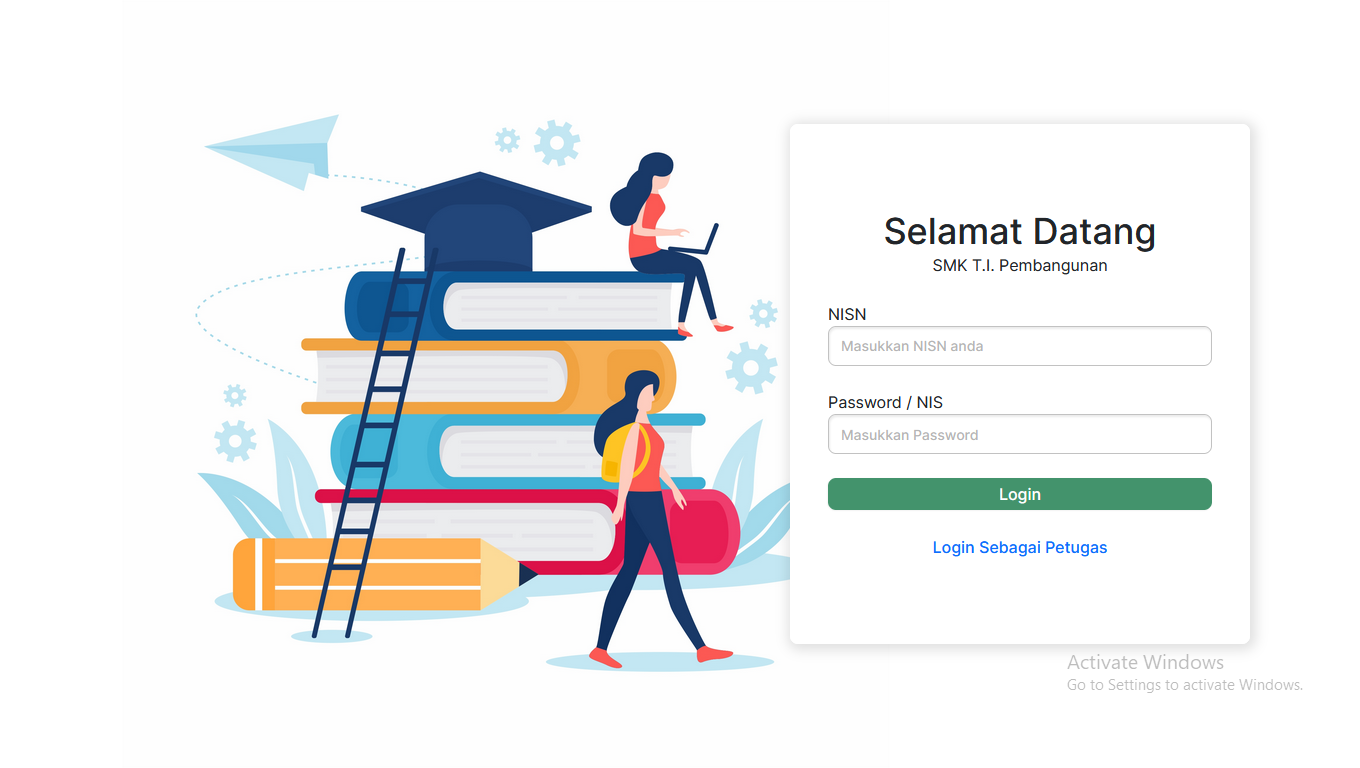 Selamat Datang
SMK T.I. Pembangunan
NISN
Masukkan NISN anda
Password / NIS
Masukkan Password
Login
Login Sebagai Petugas
Activate Windows
Go to Settings to activate Windows.